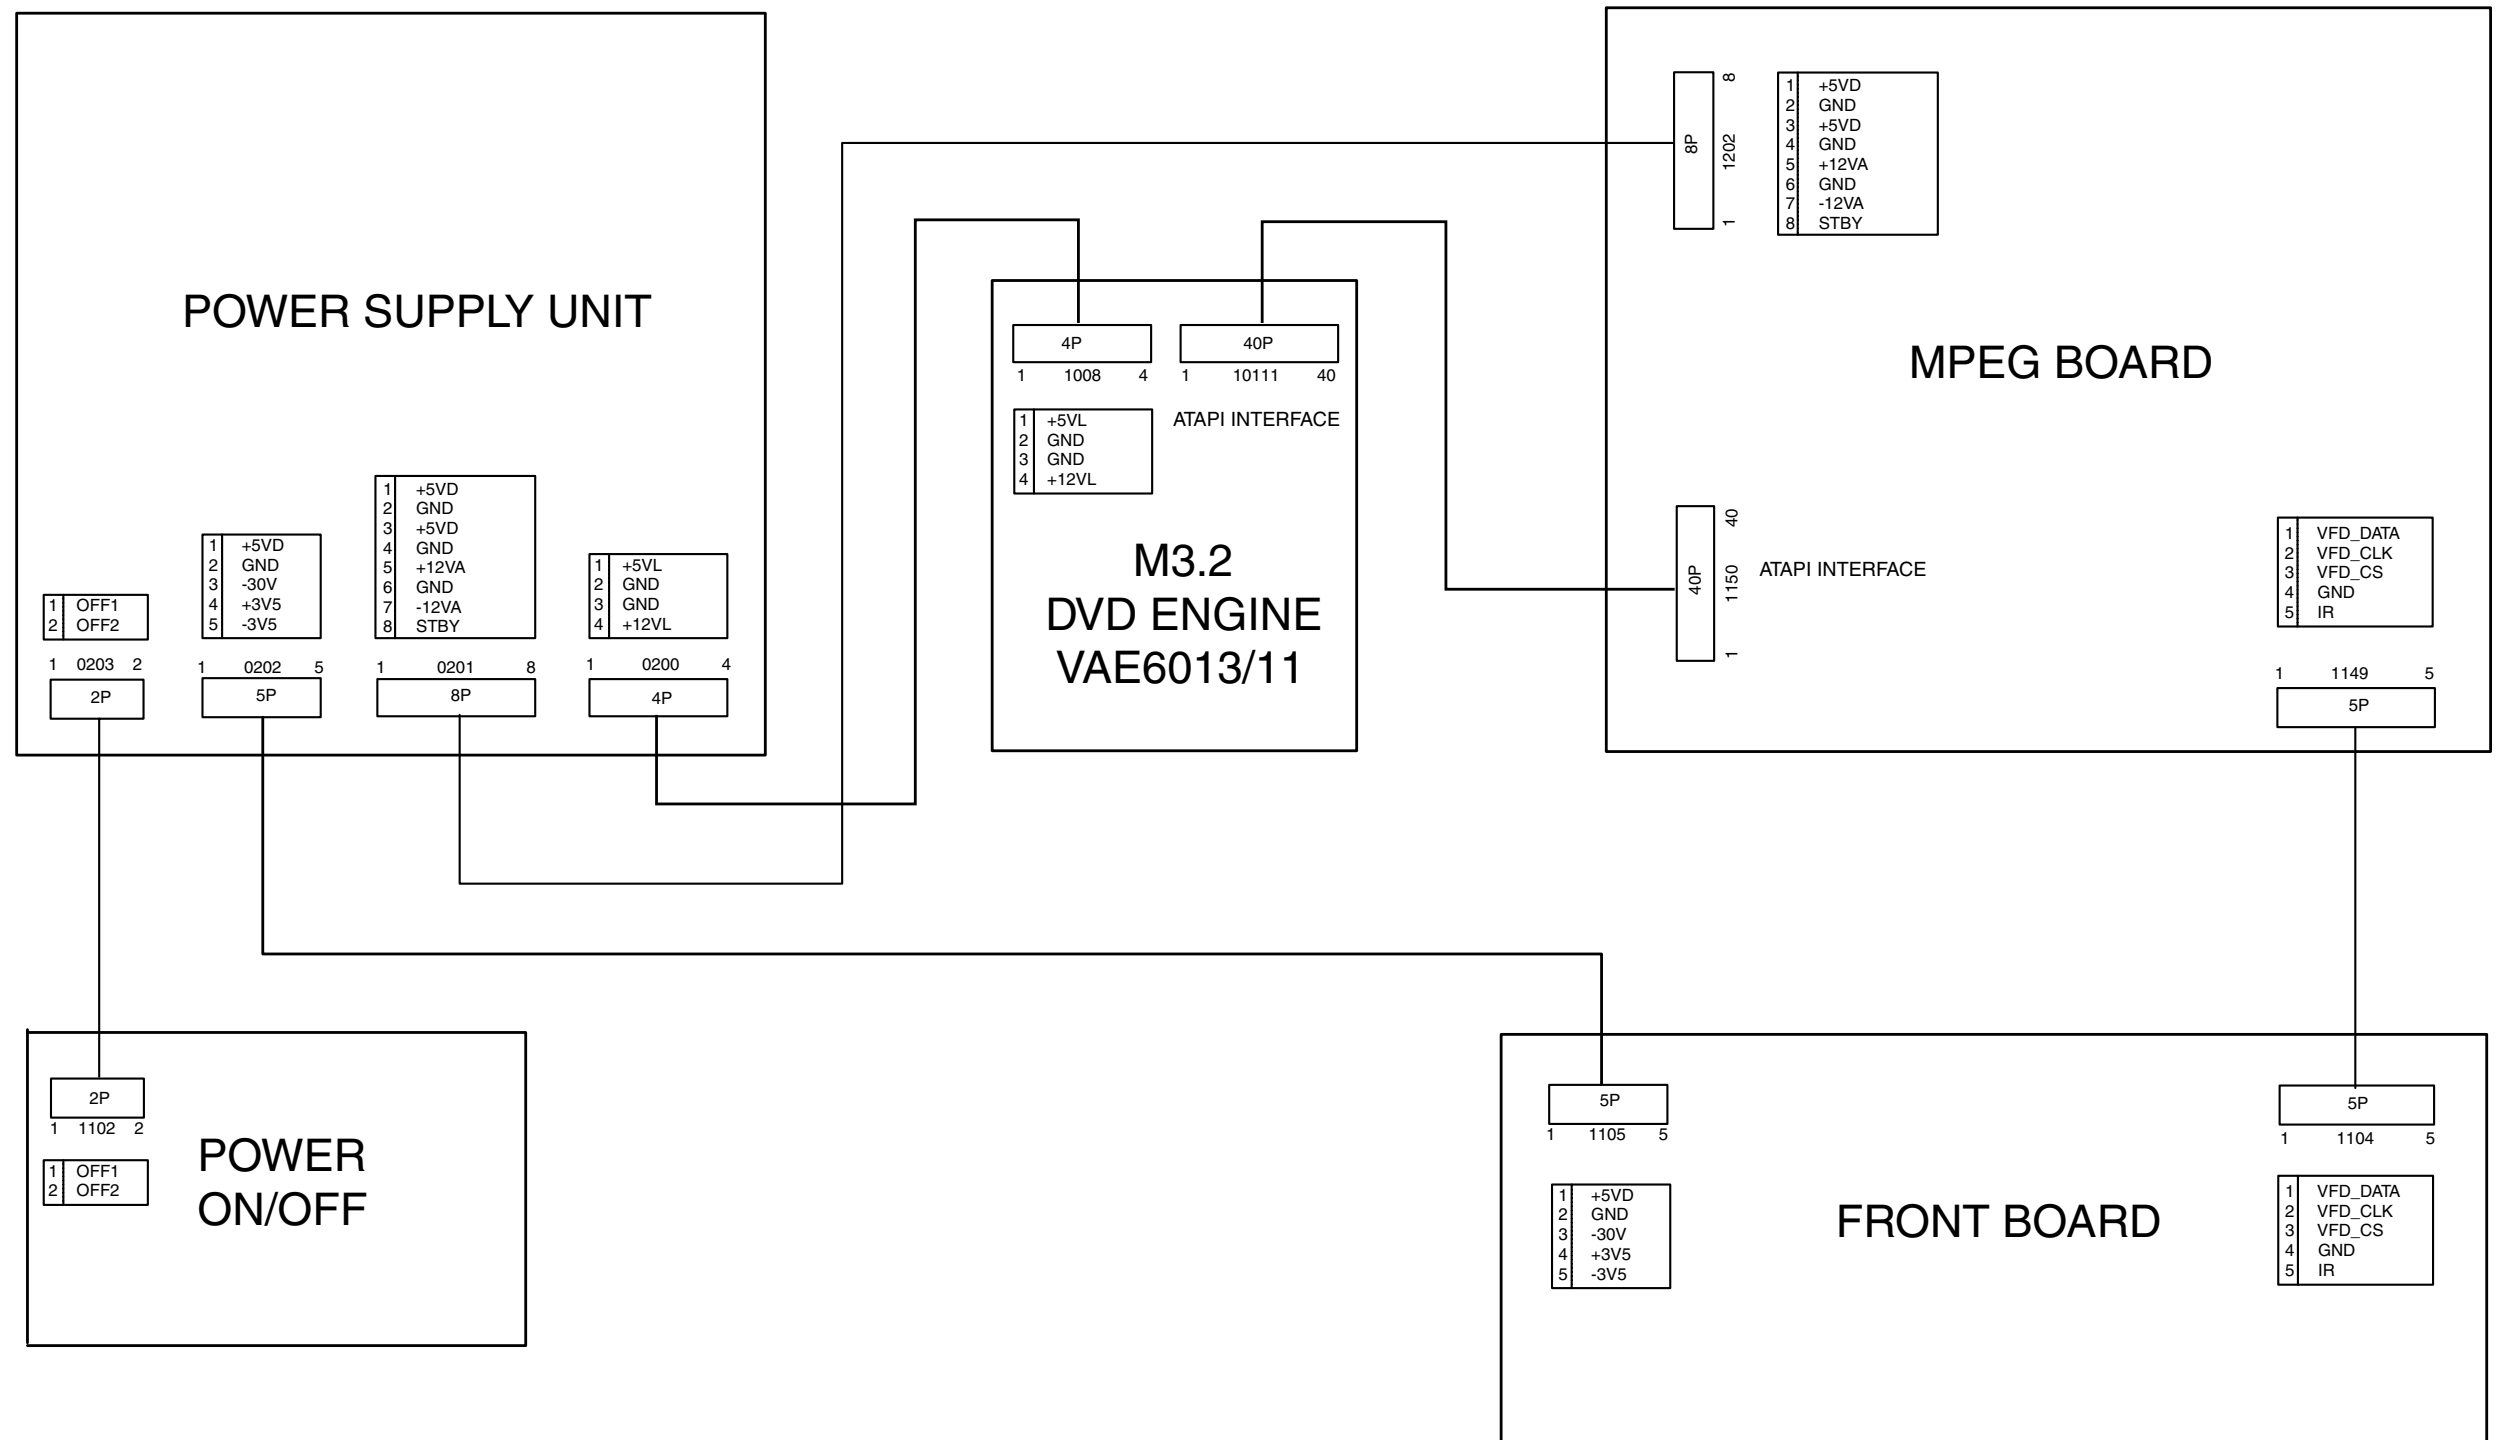 POWER SUPPLY UNIT
1 OFF1
2 OFF2
1 0203 2
2P
1 +5VD
2 GND
3 -30V
4 +3V5
5 -3V5
1 0202 5
5P
1 +5VD
2 GND
3 +5VD
4 GND
5 +12VA
6 GND
7 -12VA
8 STBY
1 0201 8
8P
1 +5VL
2 GND
3 GND
4 +12VL
1 0200 4
4P
4P
1 1008 4
1 +5VL
2 GND
3 GND
4 +12VL
40P
1 10111 40
ATAPI INTERFACE
M3.2
DVD ENGINE
VAE6013/11
8P
1 1202 8
1 +5VD
2 GND
3 +5VD
4 GND
5 +12VA
6 GND
7 -12VA
8 STBY
MPEG BOARD
40P
1 1150 40
ATAPI INTERFACE
1 VFD_DATA
2 VFD_CLK
3 VFD_CS
4 GND
5 IR
1 1149 5
5P
2P
1 1102 2
1 OFF1
2 OFF2
POWER
ON/OFF
5P
1 1105 5
1 +5VD
2 GND
3 -30V
4 +3V5
5 -3V5
FRONT BOARD
5P
1 1104 5
1 VFD_DATA
2 VFD_CLK
3 VFD_CS
4 GND
5 IR